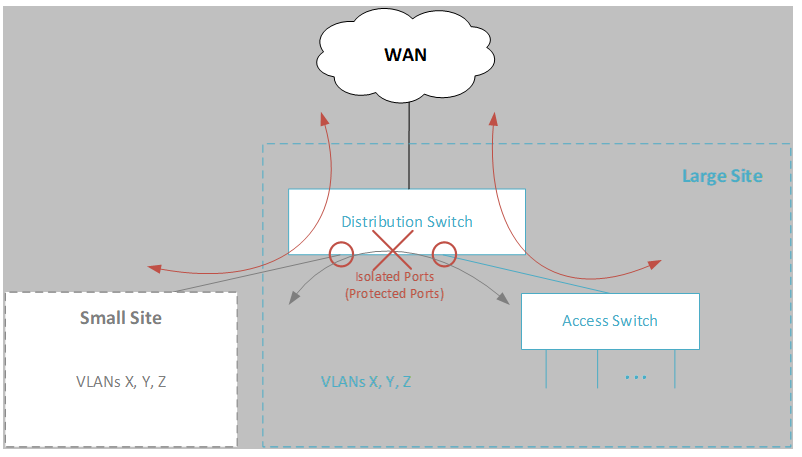 WAN
Large Site
Distribution Switch
Isolated Ports
(Protected Ports)
Small Site
Access Switch
VLANs X, Y, Z
VLANs X, Y, Z
...